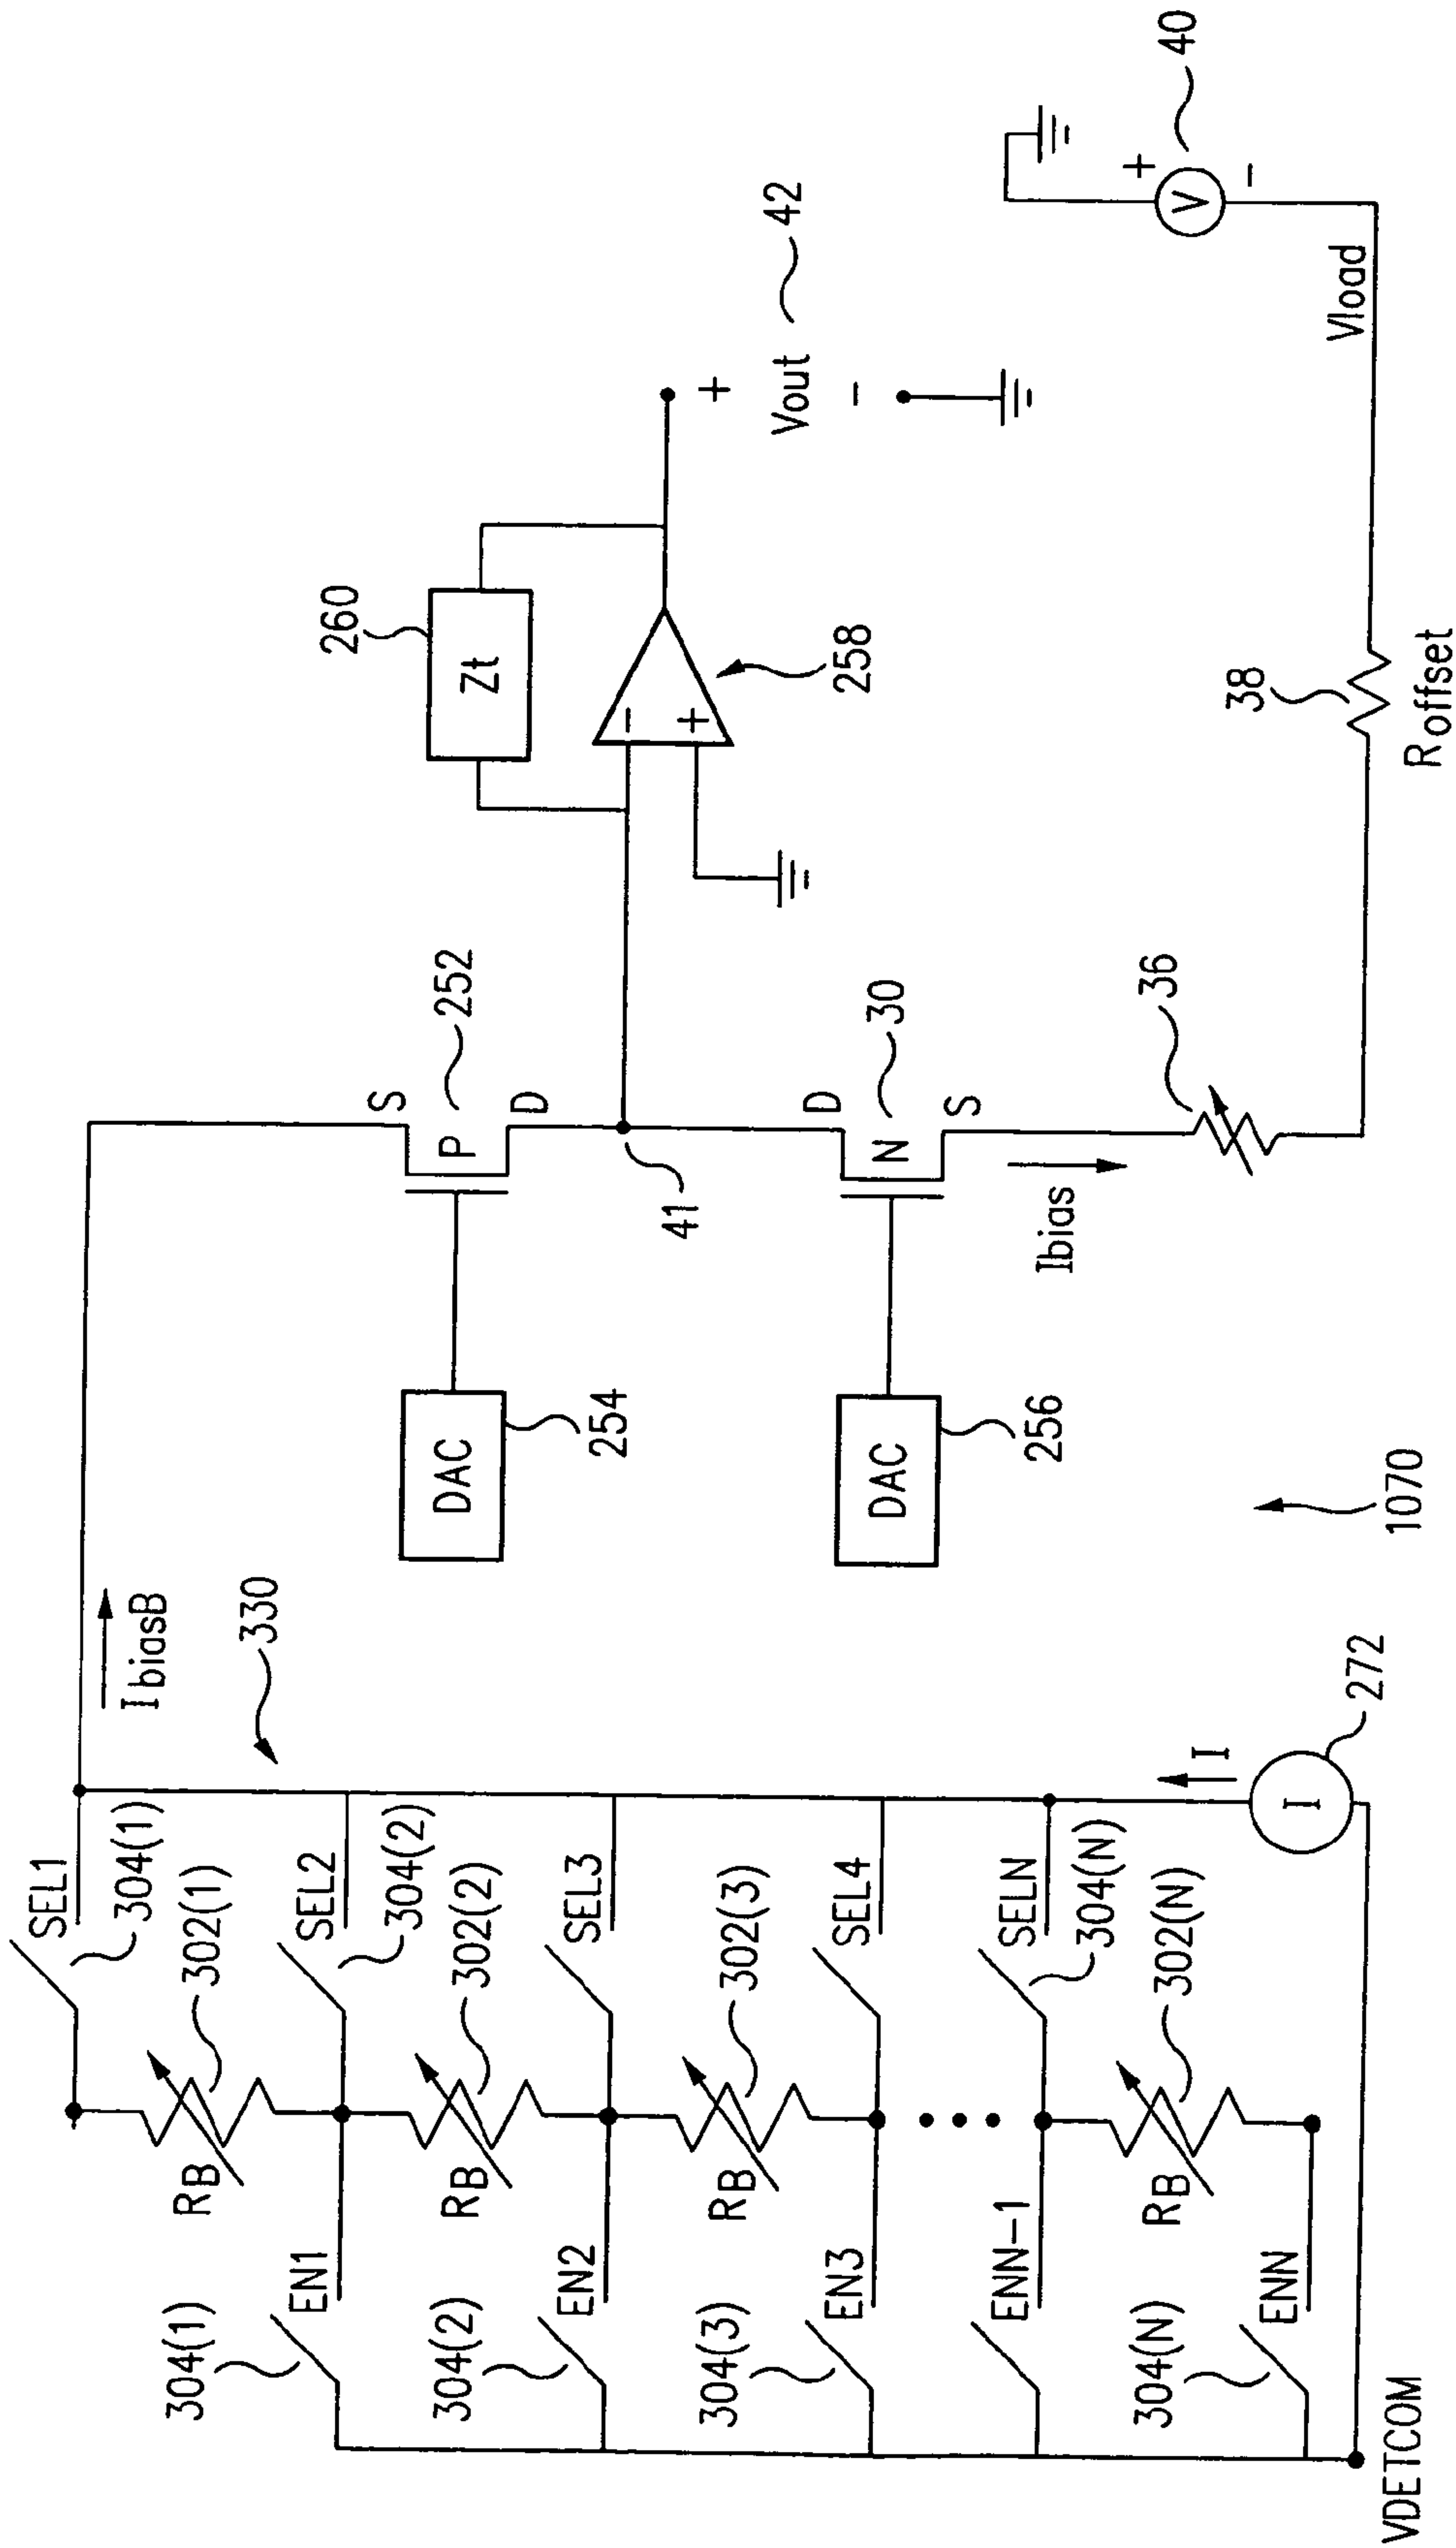 SEL1
304(1)
302(1)
RB
304(1)
EN1
SEL2
304(2)
302(2)
RB
304(2)
EN2
SEL3
302(3)
RB
304(3)
EN3
SEL4
ENN-1
SELN
304(N)
302(N)
RB
304(N)
ENN
VDETCOM
330
IbiasB
I
I
272
1070
DAC
254
DAC
256
S
P
252
D
41
D
N
30
S
Ibias
36
260
Zt
-
+
258
+
Vout
-
42
38
Roffset
Vload
+
V
-
40